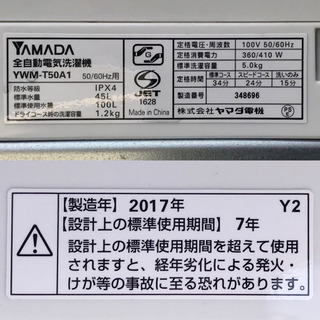 YAMADA
全自動電気洗濯機
YWM-T50A1 50/60Hz用
防水等級 IPX4
標準水量 45L
標準使用水量 100L
ドライコース時の洗濯容量 1.2kg
G
JET
1628
Made in China
定格電圧・周波数 100V 50/60Hz
定格消費電力 360/410 W
定格洗濯容量 5.0kg
標準コース スピードコース 洗いのみ
34分 24分 15分
製造番号 348696
株式会社ヤマダ電機
【製造年】2017年 Y2
【設計上の標準使用期間】7年
設計上の標準使用期間を超えて使用
されますと、経年劣化による発火・
けが等の事故に至る恐れがあります。